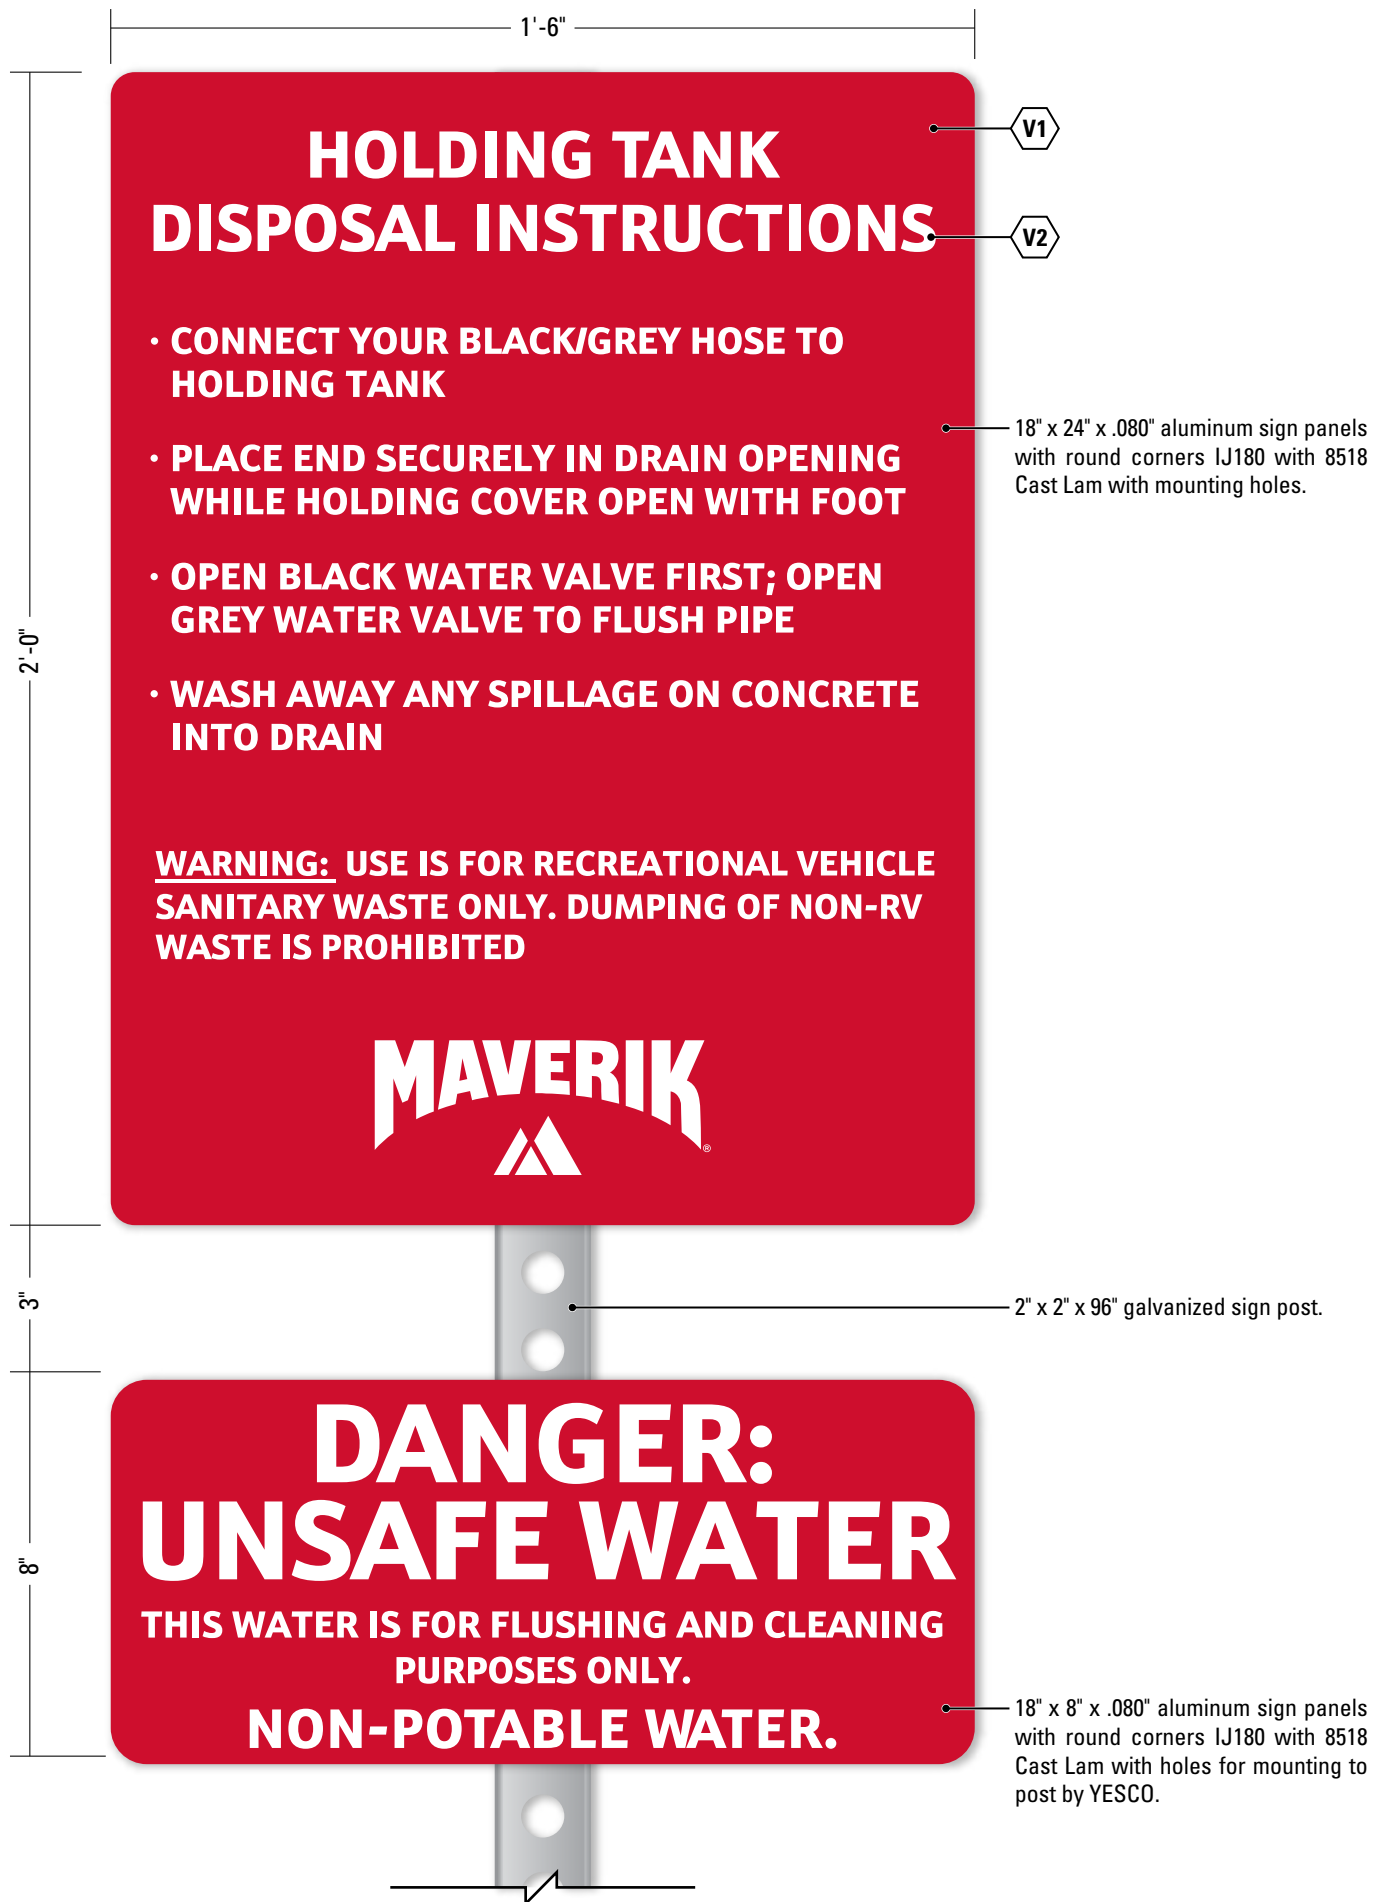 1'-6"
HOLDING TANK
DISPOSAL INSTRUCTIONS
V1
V2
· CONNECT YOUR BLACK/GREY HOSE TO
HOLDING TANK
· PLACE END SECURELY IN DRAIN OPENING
WHILE HOLDING COVER OPEN WITH FOOT
· OPEN BLACK WATER VALVE FIRST; OPEN
GREY WATER VALVE TO FLUSH PIPE
· WASH AWAY ANY SPILLAGE ON CONCRETE
INTO DRAIN
WARNING: USE IS FOR RECREATIONAL VEHICLE
SANITARY WASTE ONLY. DUMPING OF NON-RV
WASTE IS PROHIBITED
MAVERIK
®
18" x 24" x .080" aluminum sign panels
with round corners IJ180 with 8518
Cast Lam with mounting holes.
2'-0"
3"
2" x 2" x 96" galvanized sign post.
8"
DANGER:
UNSAFE WATER
THIS WATER IS FOR FLUSHING AND CLEANING
PURPOSES ONLY.
NON-POTABLE WATER.
18" x 8" x .080" aluminum sign panels
with round corners IJ180 with 8518
Cast Lam with holes for mounting to
post by YESCO.